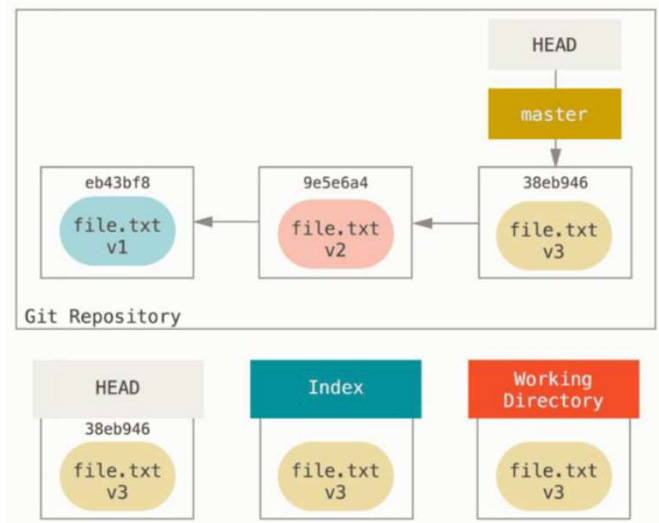 HEAD
master
eb43bf8
9e5e6a4
38eb946
file.txt
v1
file.txt
v2
file.txt
v3
Git Repository
HEAD
Index
Working
Directory
38eb946
file.txt
v3
file.txt
v3
file.txt
v3